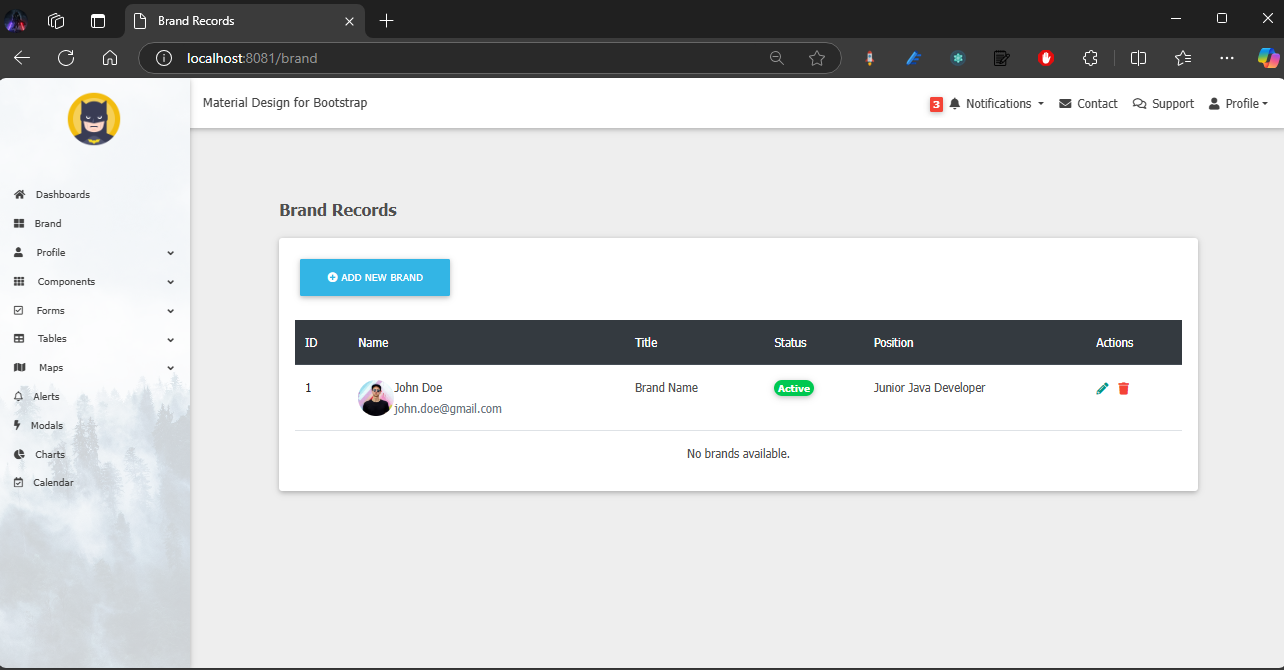 Brand Records
localhost:8081/brand
Material Design for Bootstrap
3 Notifications Contact Support Profile
Dashboards
Brand
Profile
Components
Forms
Tables
Maps
Alerts
Modals
Charts
Calendar
Brand Records
ADD NEW BRAND
ID Name Title Status Position Actions
1 John Doe Brand Name Active Junior Java Developer
john.doe@gmail.com
No brands available.